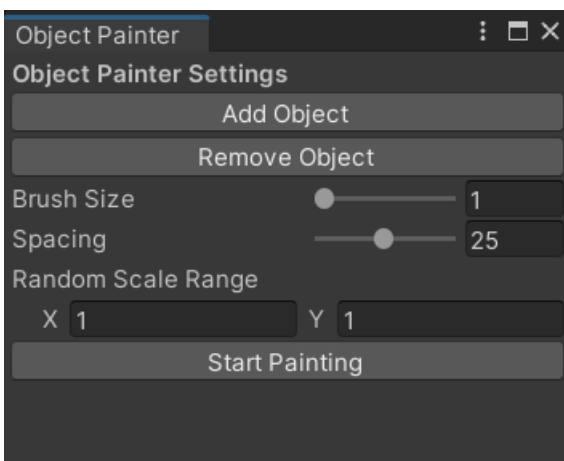 Object Painter
Object Painter Settings
Add Object
Remove Object
Brush Size 1
Spacing 25
Random Scale Range
X 1 Y 1
Start Painting